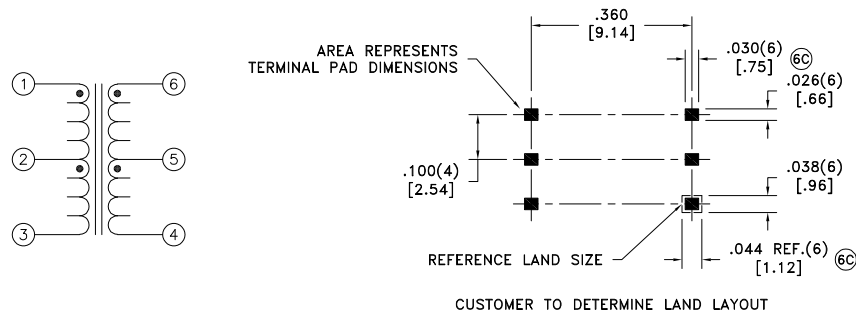 1
2
3
6
5
4
.360
[9.14]
AREA REPRESENTS
TERMINAL PAD DIMENSIONS
.030(6)
[.75]
6C
.026(6)
[.66]
.100(4)
[2.54]
.038(6)
[.96]
REFERENCE LAND SIZE
.044 REF.(6)
[1.12]
6C
CUSTOMER TO DETERMINE LAND LAYOUT